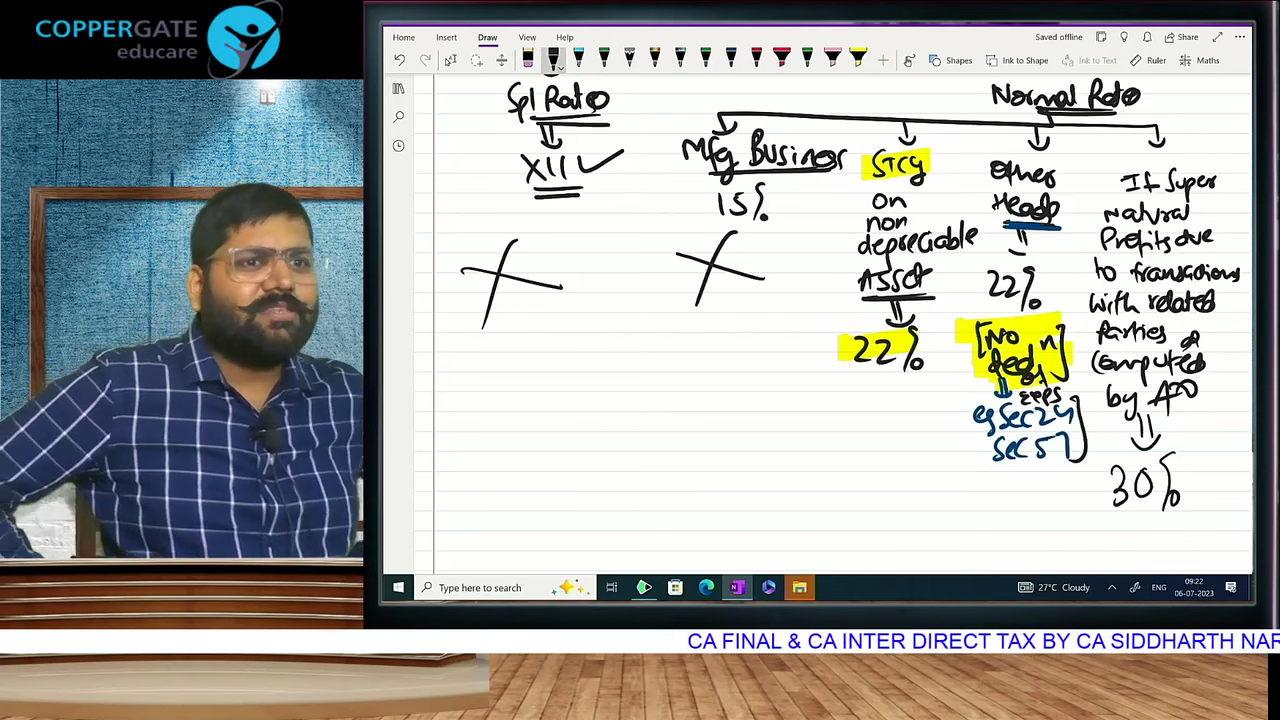 COPPERGATE
educare
Home Insert Draw View Help
Saved offline
Share
Shapes
Ink to Shape
Ink to Text
Ruler
Maths
Spl Rate
XII
Normal Rate
Mfg Business
15%
STCG
on
non
depreciable
Asset
22%
Other
Heads
22%
[No
dedn
or
exps
eg Sec 24
Sec 57
If Super
natural
Profits due
to transactions
with related
Parties &
Computed
by A.O
30%
Type here to search
27°C Cloudy
ENG
09:22
06-07-2023
CA FINAL & CA INTER DIRECT TAX BY CA SIDDHARTH NAR